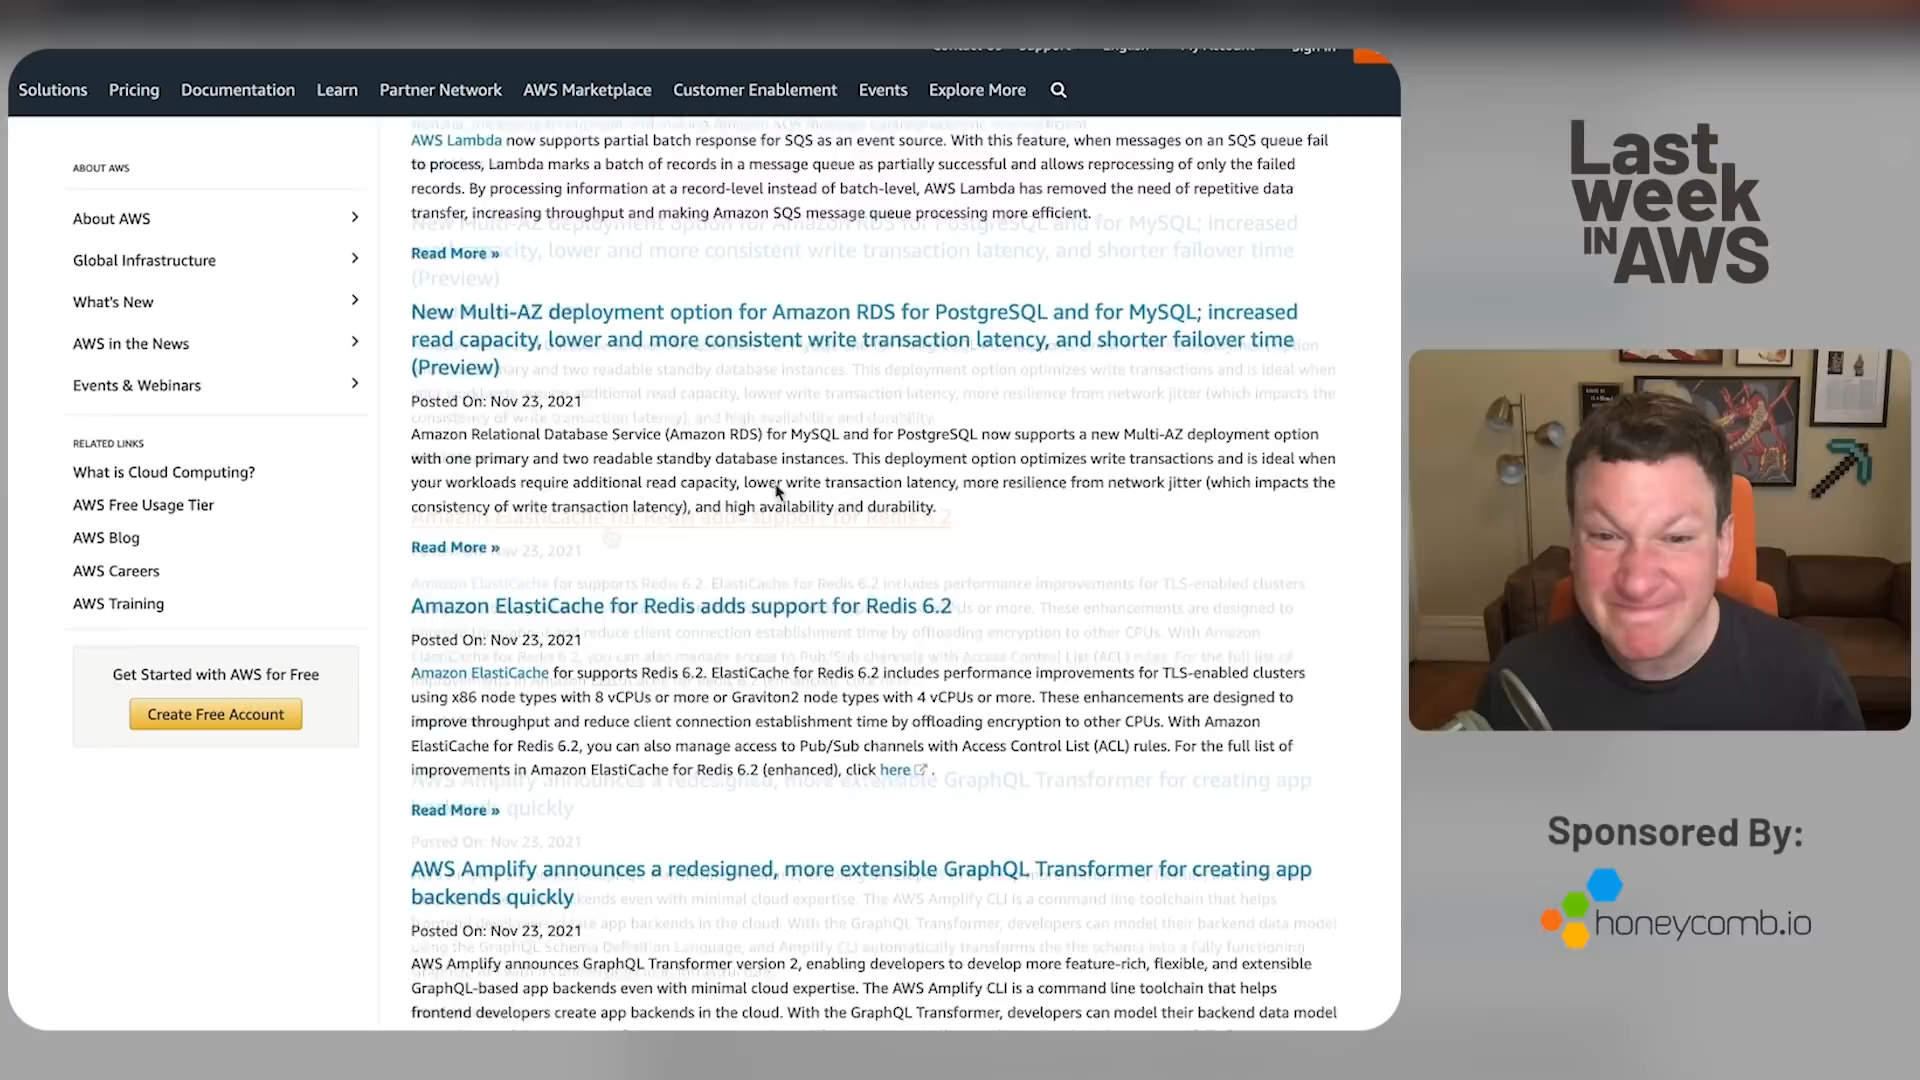 Contact Us Support English My Account Sign In
Solutions Pricing Documentation Learn Partner Network AWS Marketplace Customer Enablement Events Explore More
ABOUT AWS
About AWS
Global Infrastructure
What's New
AWS in the News
Events & Webinars
RELATED LINKS
What is Cloud Computing?
AWS Free Usage Tier
AWS Blog
AWS Careers
AWS Training
Get Started with AWS for Free
Create Free Account
AWS Lambda now supports partial batch response for SQS as an event source. With this feature, when messages on an SQS queue fail
to process, Lambda marks a batch of records in a message queue as partially successful and allows reprocessing of only the failed
records. By processing information at a record-level instead of batch-level, AWS Lambda has removed the need of repetitive data
transfer, increasing throughput and making Amazon SQS message queue processing more efficient.
Read More »
New Multi-AZ deployment option for Amazon RDS for PostgreSQL and for MySQL; increased
read capacity, lower and more consistent write transaction latency, and shorter failover time
(Preview)
Posted On: Nov 23, 2021
Amazon Relational Database Service (Amazon RDS) for MySQL and for PostgreSQL now supports a new Multi-AZ deployment option
with one primary and two readable standby database instances. This deployment option optimizes write transactions and is ideal when
your workloads require additional read capacity, lower write transaction latency, more resilience from network jitter (which impacts the
consistency of write transaction latency), and high availability and durability.
Read More »
Amazon ElastiCache for Redis adds support for Redis 6.2
Posted On: Nov 23, 2021
Amazon ElastiCache for supports Redis 6.2. ElastiCache for Redis 6.2 includes performance improvements for TLS-enabled clusters
using x86 node types with 8 vCPUs or more or Graviton2 node types with 4 vCPUs or more. These enhancements are designed to
improve throughput and reduce client connection establishment time by offloading encryption to other CPUs. With Amazon
ElastiCache for Redis 6.2, you can also manage access to Pub/Sub channels with Access Control List (ACL) rules. For the full list of
improvements in Amazon ElastiCache for Redis 6.2 (enhanced), click here .
Read More »
AWS Amplify announces a redesigned, more extensible GraphQL Transformer for creating app
backends quickly
Posted On: Nov 23, 2021
AWS Amplify announces GraphQL Transformer version 2, enabling developers to develop more feature-rich, flexible, and extensible
GraphQL-based app backends even with minimal cloud expertise. The AWS Amplify CLI is a command line toolchain that helps
frontend developers create app backends in the cloud. With the GraphQL Transformer, developers can model their backend data model
Last
week
IN AWS
Sponsored By:
honeycomb.io